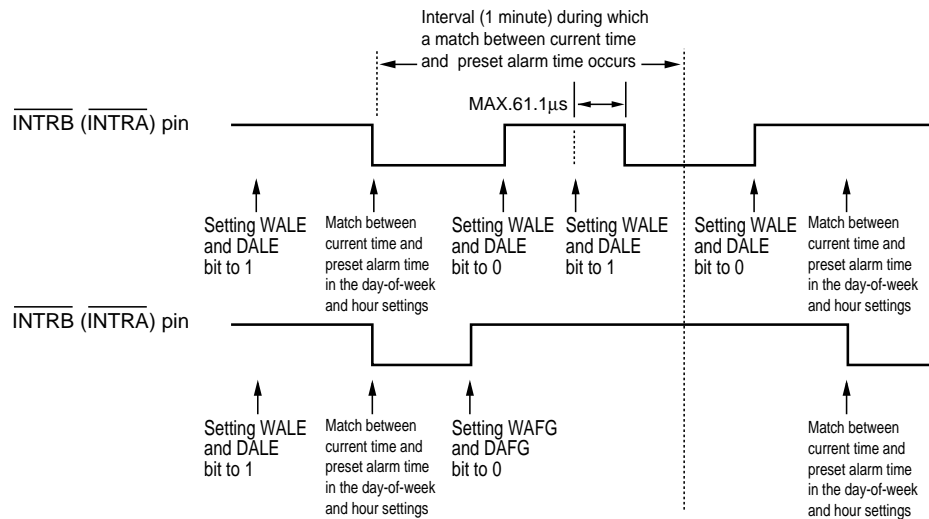 Interval (1 minute) during which
a match between current time
and preset alarm time occurs
MAX.61.1µs
INTRB (INTRA) pin
Setting WALE
and DALE
bit to 1
Match between
current time and
preset alarm time
in the day-of-week
and hour settings
Setting WALE
and DALE
bit to 0
Setting WALE
and DALE
bit to 1
Setting WALE
and DALE
bit to 0
Match between
current time and
preset alarm time
in the day-of-week
and hour settings
INTRB (INTRA) pin
Setting WALE
and DALE
bit to 1
Match between
current time and
preset alarm time
in the day-of-week
and hour settings
Setting WAFG
and DAFG
bit to 0
Match between
current time and
preset alarm time
in the day-of-week
and hour settings